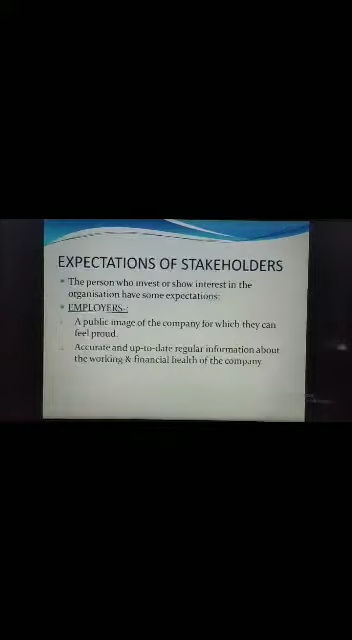 EXPECTATIONS OF STAKEHOLDERS
The person who invest or show interest in the
organisation have some expectations:
EMPLOYERS-:
A public image of the company for which they can
feel proud.
Accurate and up-to-date regular information about
the working & financial health of the company